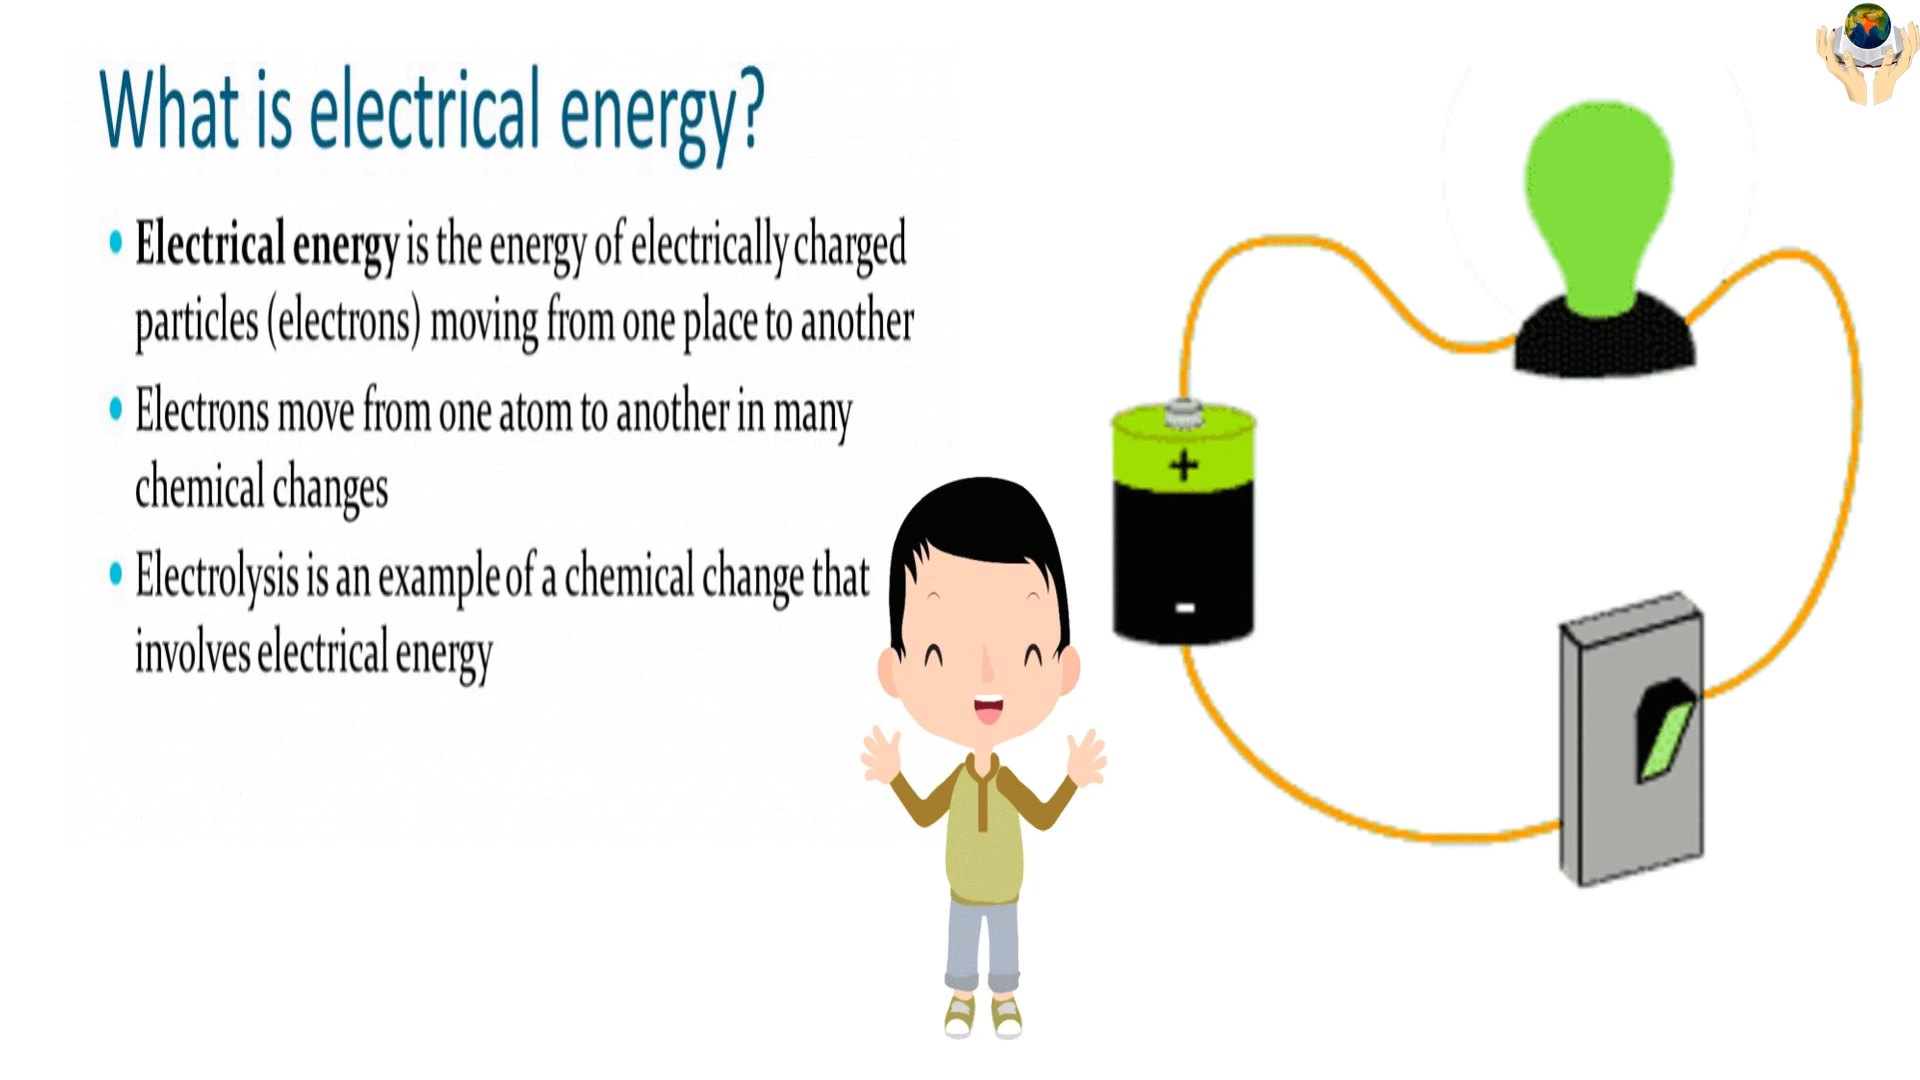 What is electrical energy?
• Electrical energy is the energy of electrically charged
particles (electrons) moving from one place to another
• Electrons move from one atom to another in many
chemical changes
• Electrolysis is an example of a chemical change that
involves electrical energy
+
-